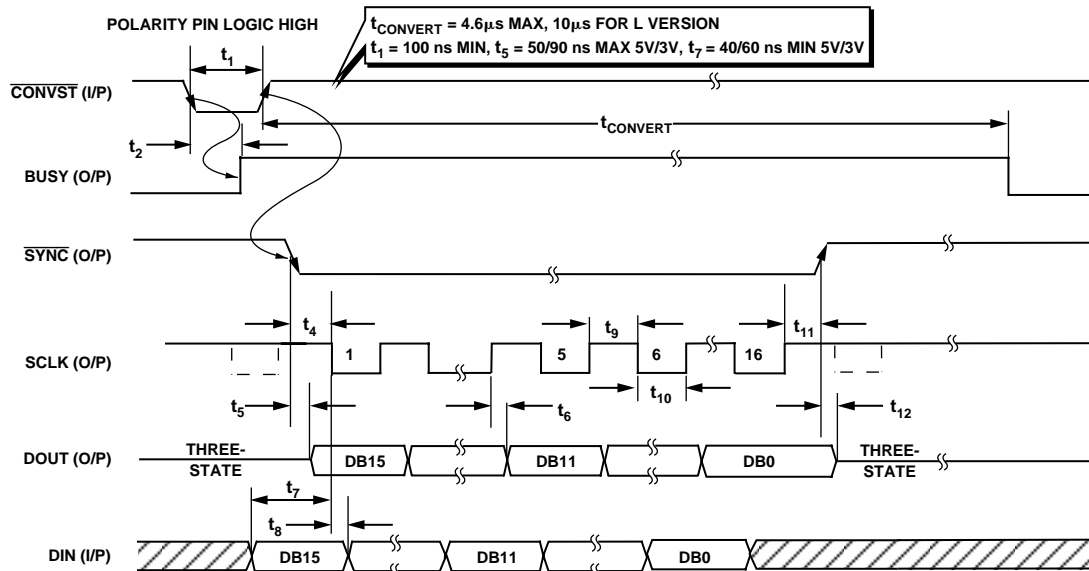 POLARITY PIN LOGIC HIGH
t_CONVERT = 4.6µs MAX, 10µs FOR L VERSION
t1 = 100 ns MIN, t5 = 50/90 ns MAX 5V/3V, t7 = 40/60 ns MIN 5V/3V
t1
CONVST (I/P)
tCONVERT
t2
BUSY (O/P)
SYNC (O/P)
t4
t9
t11
SCLK (O/P)
1
5
6
16
t10
t5
t6
t12
DOUT (O/P)
THREE-
STATE
DB15
DB11
DB0
THREE-
STATE
t7
t8
DIN (I/P)
DB15
DB11
DB0